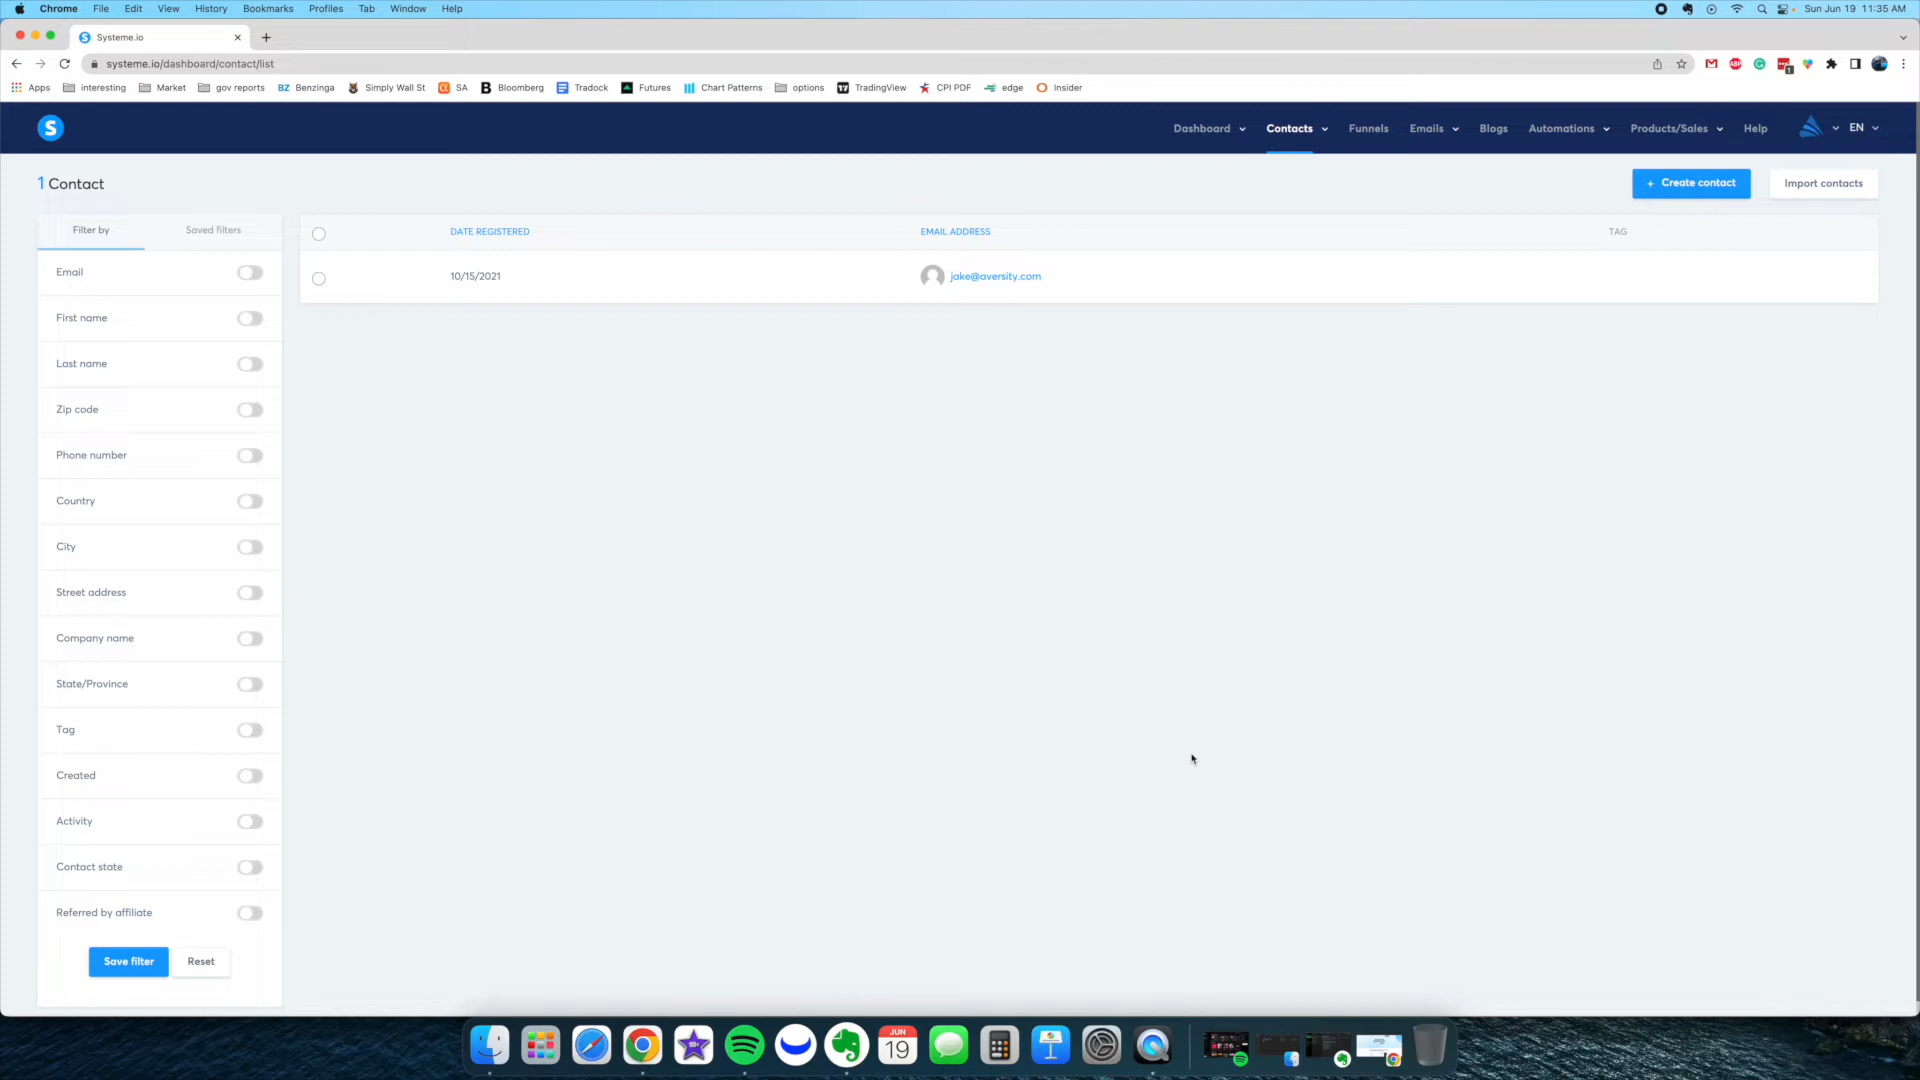 Chrome File Edit View History Bookmarks Profiles Tab Window Help Sun Jun 19 11:35 AM
Systeme.io
systeme.io/dashboard/contact/list
Apps interesting Market gov reports BZ Benzinga Simply Wall St SA Bloomberg Tradock Futures Chart Patterns options TradingView CPI PDF edge Insider
S Dashboard Contacts Funnels Emails Blogs Automations Products/Sales Help EN
1 Contact + Create contact Import contacts
Filter by Saved filters DATE REGISTERED EMAIL ADDRESS TAG
Email 10/15/2021 jake@aversity.com
First name
Last name
Zip code
Phone number
Country
City
Street address
Company name
State/Province
Tag
Created
Activity
Contact state
Referred by affiliate
Save filter Reset
JUN
19